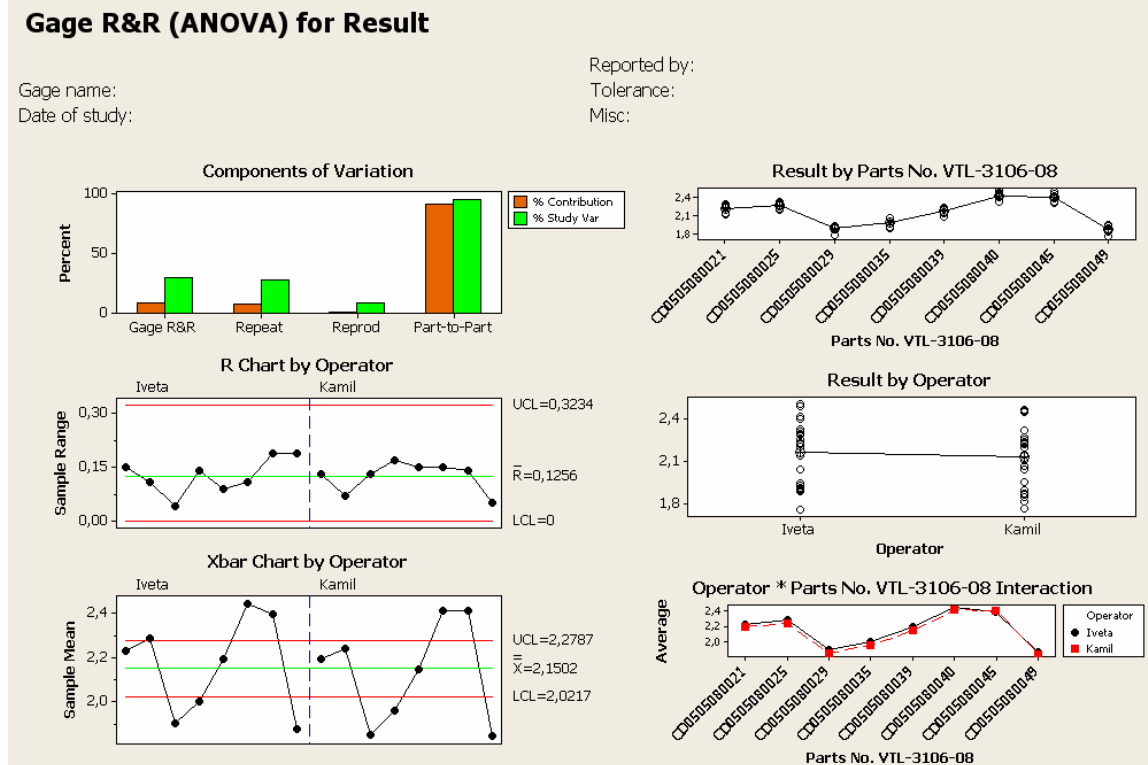 Gage R&R (ANOVA) for Result
Gage name:
Date of study:
Reported by:
Tolerance:
Misc:
Components of Variation
100
50
0
Percent
Gage R&R
Repeat
Reprod
Part-to-Part
% Contribution
% Study Var
R Chart by Operator
Iveta
Kamil
0,30
0,15
0,00
Sample Range
UCL=0,3234
R=0,1256
LCL=0
Xbar Chart by Operator
Iveta
Kamil
2,4
2,2
2,0
Sample Mean
UCL=2,2787
X=2,1502
LCL=2,0217
Result by Parts No. VTL-3106-08
2,4
2,1
1,8
CD0505080021
CD0505080025
CD0505080029
CD0505080035
CD0505080039
CD0505080040
CD0505080045
CD0505080049
Parts No. VTL-3106-08
Result by Operator
2,4
2,1
1,8
Iveta
Kamil
Operator
Operator * Parts No. VTL-3106-08 Interaction
2,4
2,2
2,0
Average
Operator
Iveta
Kamil
CD0505080021
CD0505080025
CD0505080029
CD0505080035
CD0505080039
CD0505080040
CD0505080045
CD0505080049
Parts No. VTL-3106-08